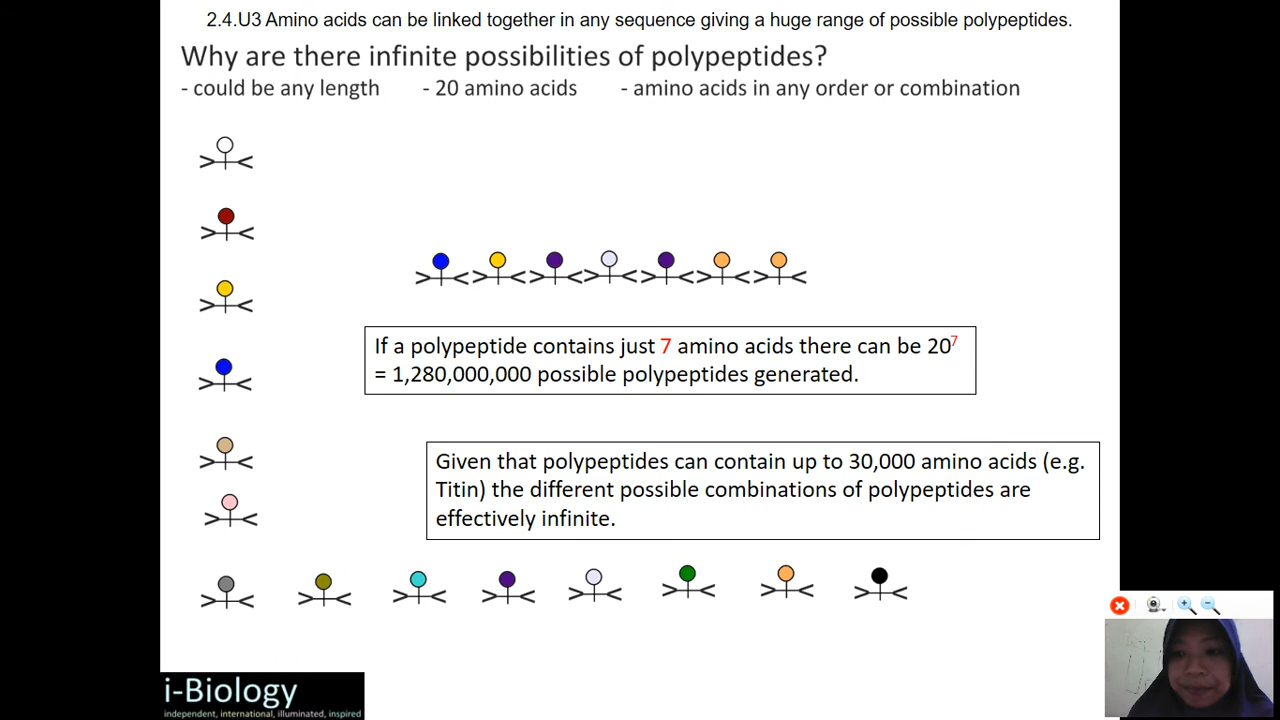 2.4.U3 Amino acids can be linked together in any sequence giving a huge range of possible polypeptides.
Why are there infinite possibilities of polypeptides?
- could be any length - 20 amino acids - amino acids in any order or combination
If a polypeptide contains just 7 amino acids there can be 20⁷
= 1,280,000,000 possible polypeptides generated.
Given that polypeptides can contain up to 30,000 amino acids (e.g.
Titin) the different possible combinations of polypeptides are
effectively infinite.
i-Biology
independent, international, illuminated, inspired